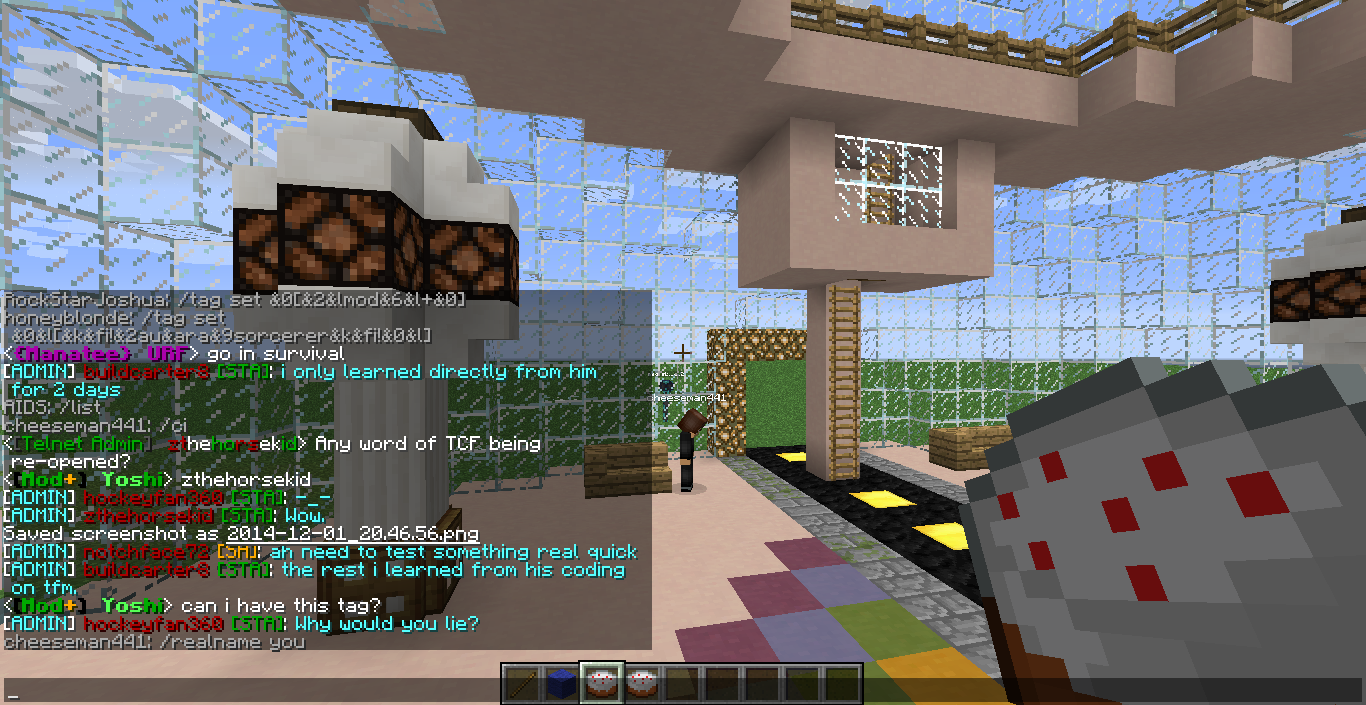 RockStarJoshua: /tag set &0[&2&lmod&6&l+&0]
honeyblonde: /tag set
&0&l[&k&fil&2au&ara&9sorcerer&k&fil&0&l]
<{Manatee} URF> go in survival
[ADMIN] buildcarter8 [STA]: i only learned directly from him
for 2 days
AIDS: /list
cheeseman441: /ci
<[Telnet Admin] zthehorsekid> Any word of TCF being
re-opened?
<[Mod+] Yoshi> zthehorsekid
[ADMIN] hockeyfan360 [STA]: -_-
[ADMIN] zthehorsekid [STA]: Wow.
Saved screenshot as 2014-12-01_20.46.56.png
[ADMIN] notchface72 [SA]: ah need to test something real quick
[ADMIN] buildcarter8 [STA]: the rest i learned from his coding
on tfm.
<[Mod+] Yoshi> can i have this tag?
[ADMIN] hockeyfan360 [STA]: Why would you lie?
cheeseman441: /realname you
cheeseman441
_